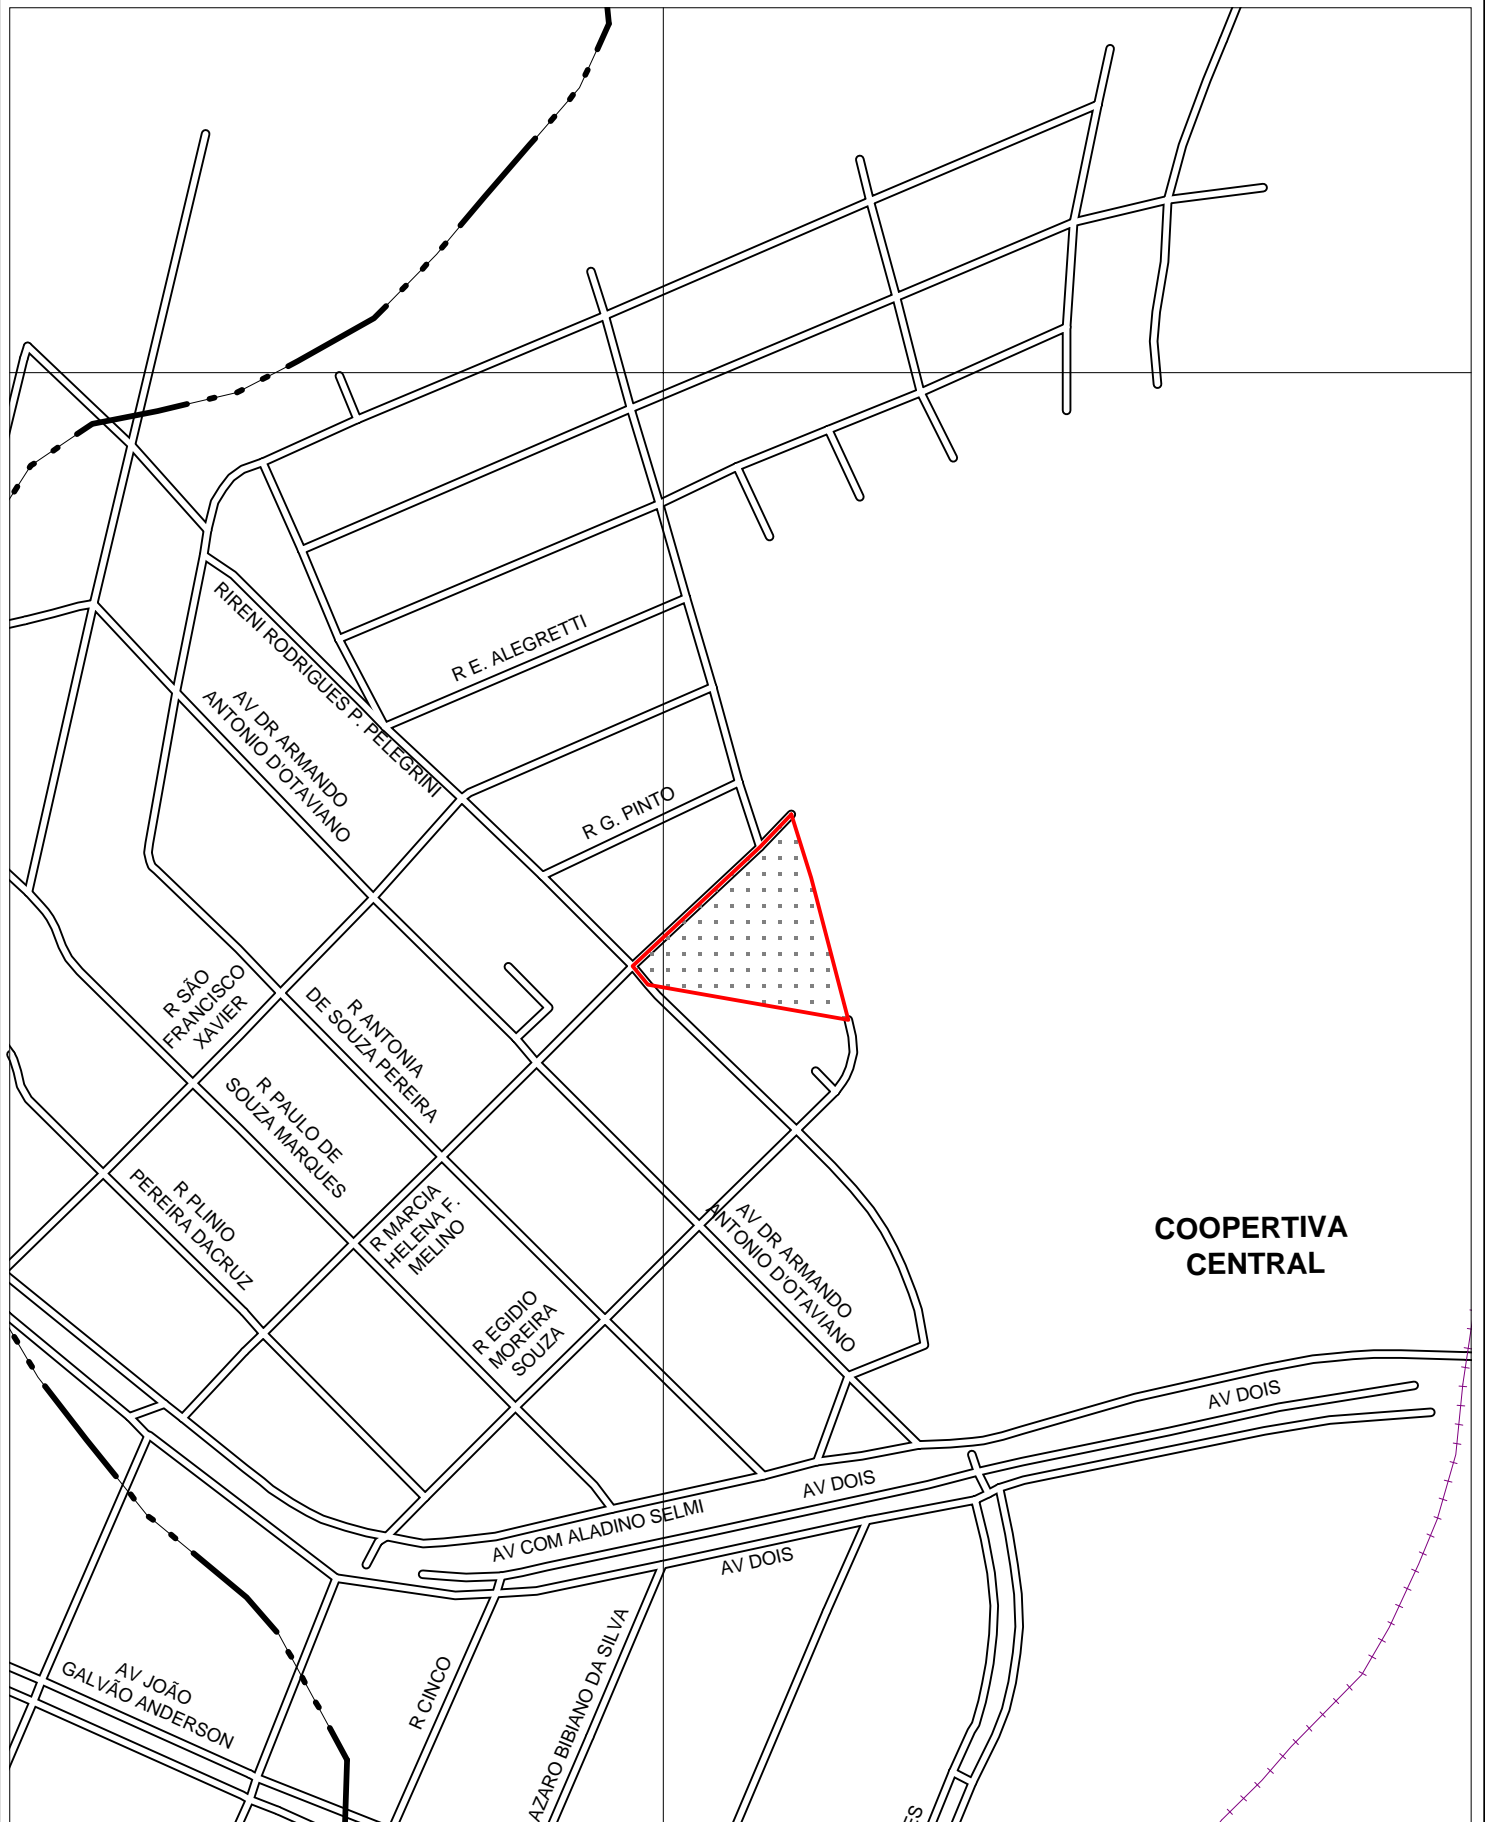 R E. ALEGRETTI
RIRENI RODRIGUES P. PELEGRINI
AV DR ARMANDO
ANTONIO D'OTAVIANO
R G. PINTO
R SÃO
FRANCISCO
XAVIER
R ANTONIA
DE SOUZA PEREIRA
R PAULO DE
SOUZA MARQUES
R PLINIO
PEREIRA DACRUZ
R MARCIA
HELENA F.
MELINO
AV DR ARMANDO
ANTONIO D'OTAVIANO
COOPERTIVA
CENTRAL
R EGIDIO
MOREIRA
SOUZA
AV DOIS
AV DOIS
AV COM ALADINO SELMI
AV DOIS
AV JOÃO
GALVÃO ANDERSON
R CINCO
AZARO BIBIANO DA SILVA
ES